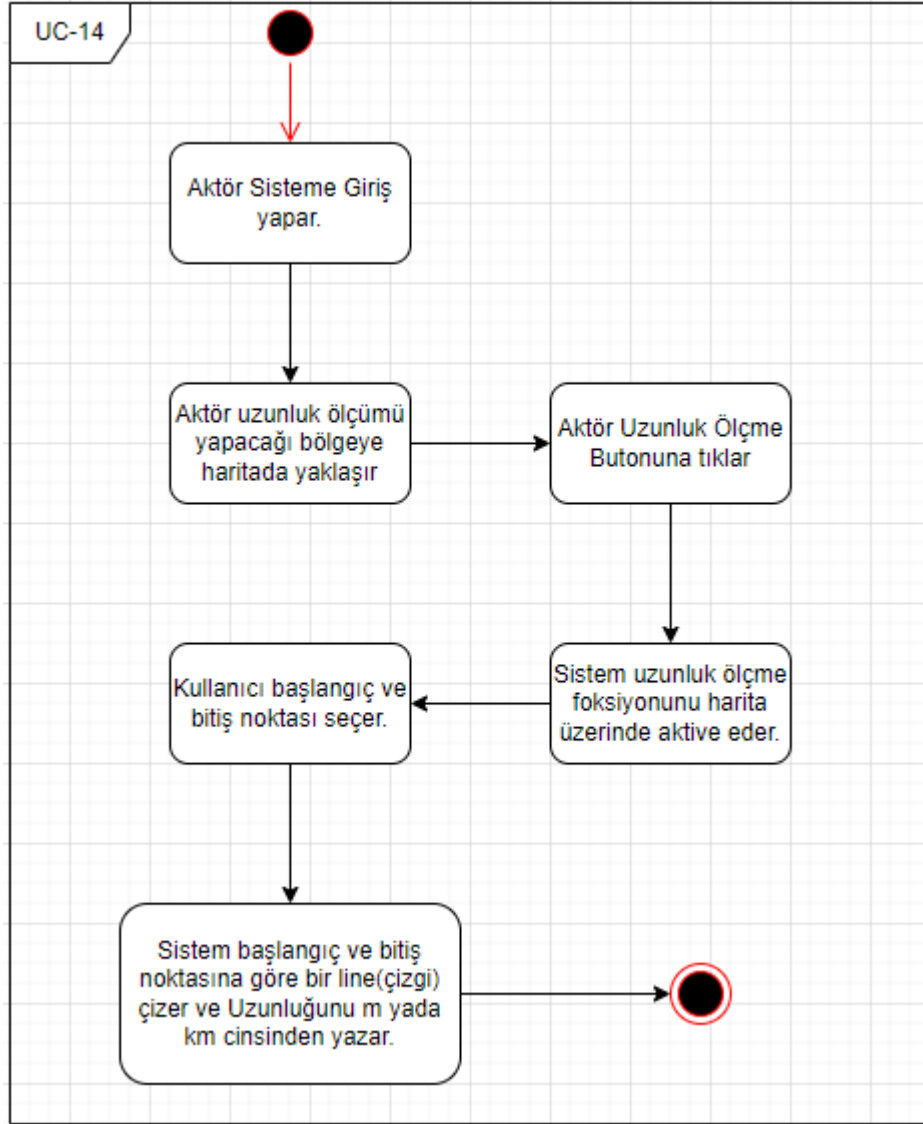 UC-14
Aktör Sisteme Giriş
yapar.
Aktör uzunluk ölçümü
yapacağı bölgeye
haritada yaklaşır
Aktör Uzunluk Ölçme
Butonuna tıklar
Sistem uzunluk ölçme
foksiyonunu harita
üzerinde aktive eder.
Kullanıcı başlangıç ve
bitiş noktası seçer.
Sistem başlangıç ve bitiş
noktasına göre bir line(çizgi)
çizer ve Uzunluğunu m yada
km cinsinden yazar.